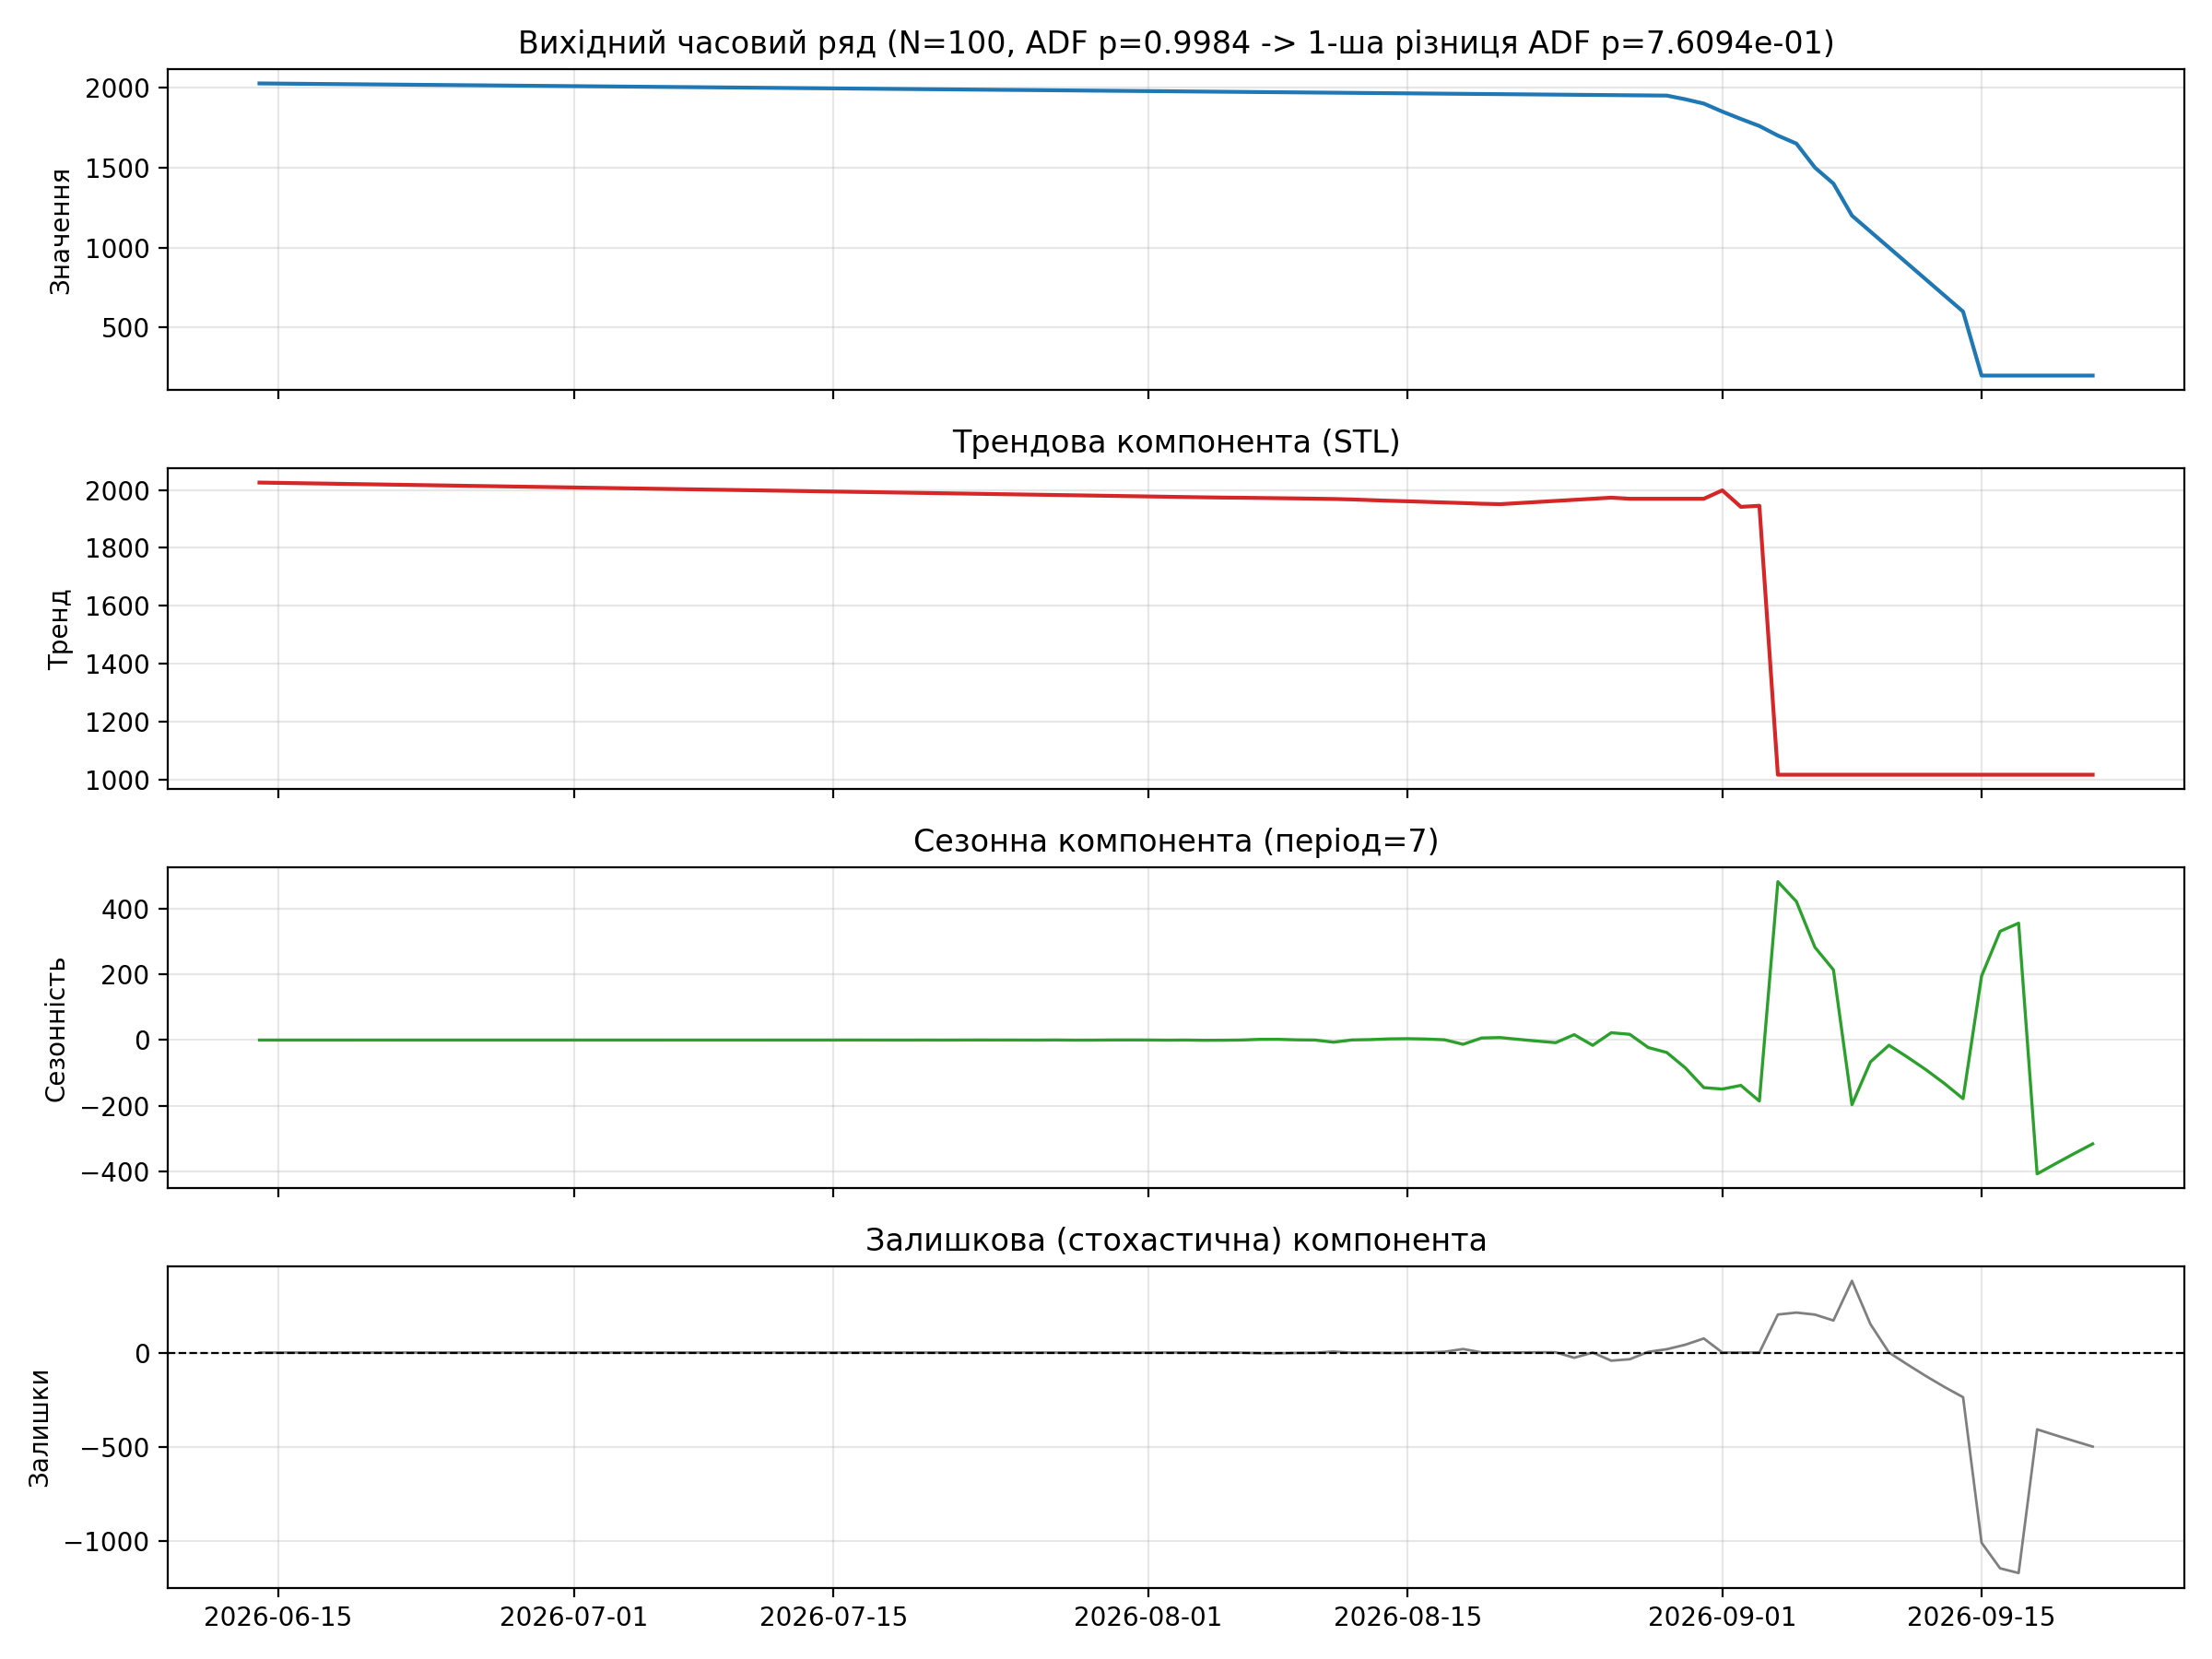 Вихідний часовий ряд (N=100, ADF p=0.9984 -> 1-ша різниця ADF p=7.6094e-01)
Значення
2000
1500
1000
500
Трендова компонента (STL)
Тренд
2000
1800
1600
1400
1200
1000
Сезонна компонента (період=7)
Сезонність
400
200
0
−200
−400
Залишкова (стохастична) компонента
Залишки
0
−500
−1000
2026-06-15 2026-07-01 2026-07-15 2026-08-01 2026-08-15 2026-09-01 2026-09-15